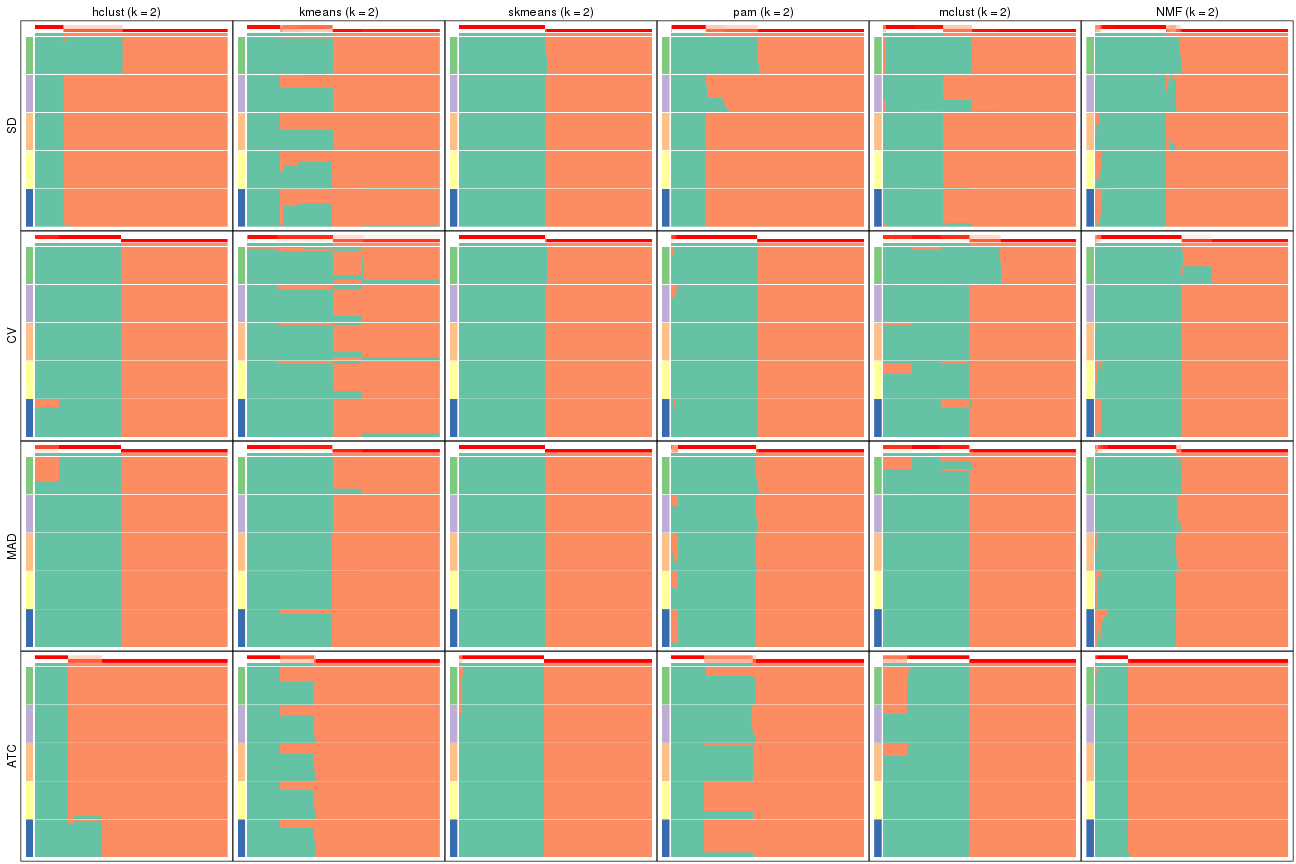 hclust (k = 2)
kmeans (k = 2)
skmeans (k = 2)
pam (k = 2)
mclust (k = 2)
NMF (k = 2)
SD
CV
MAD
ATC